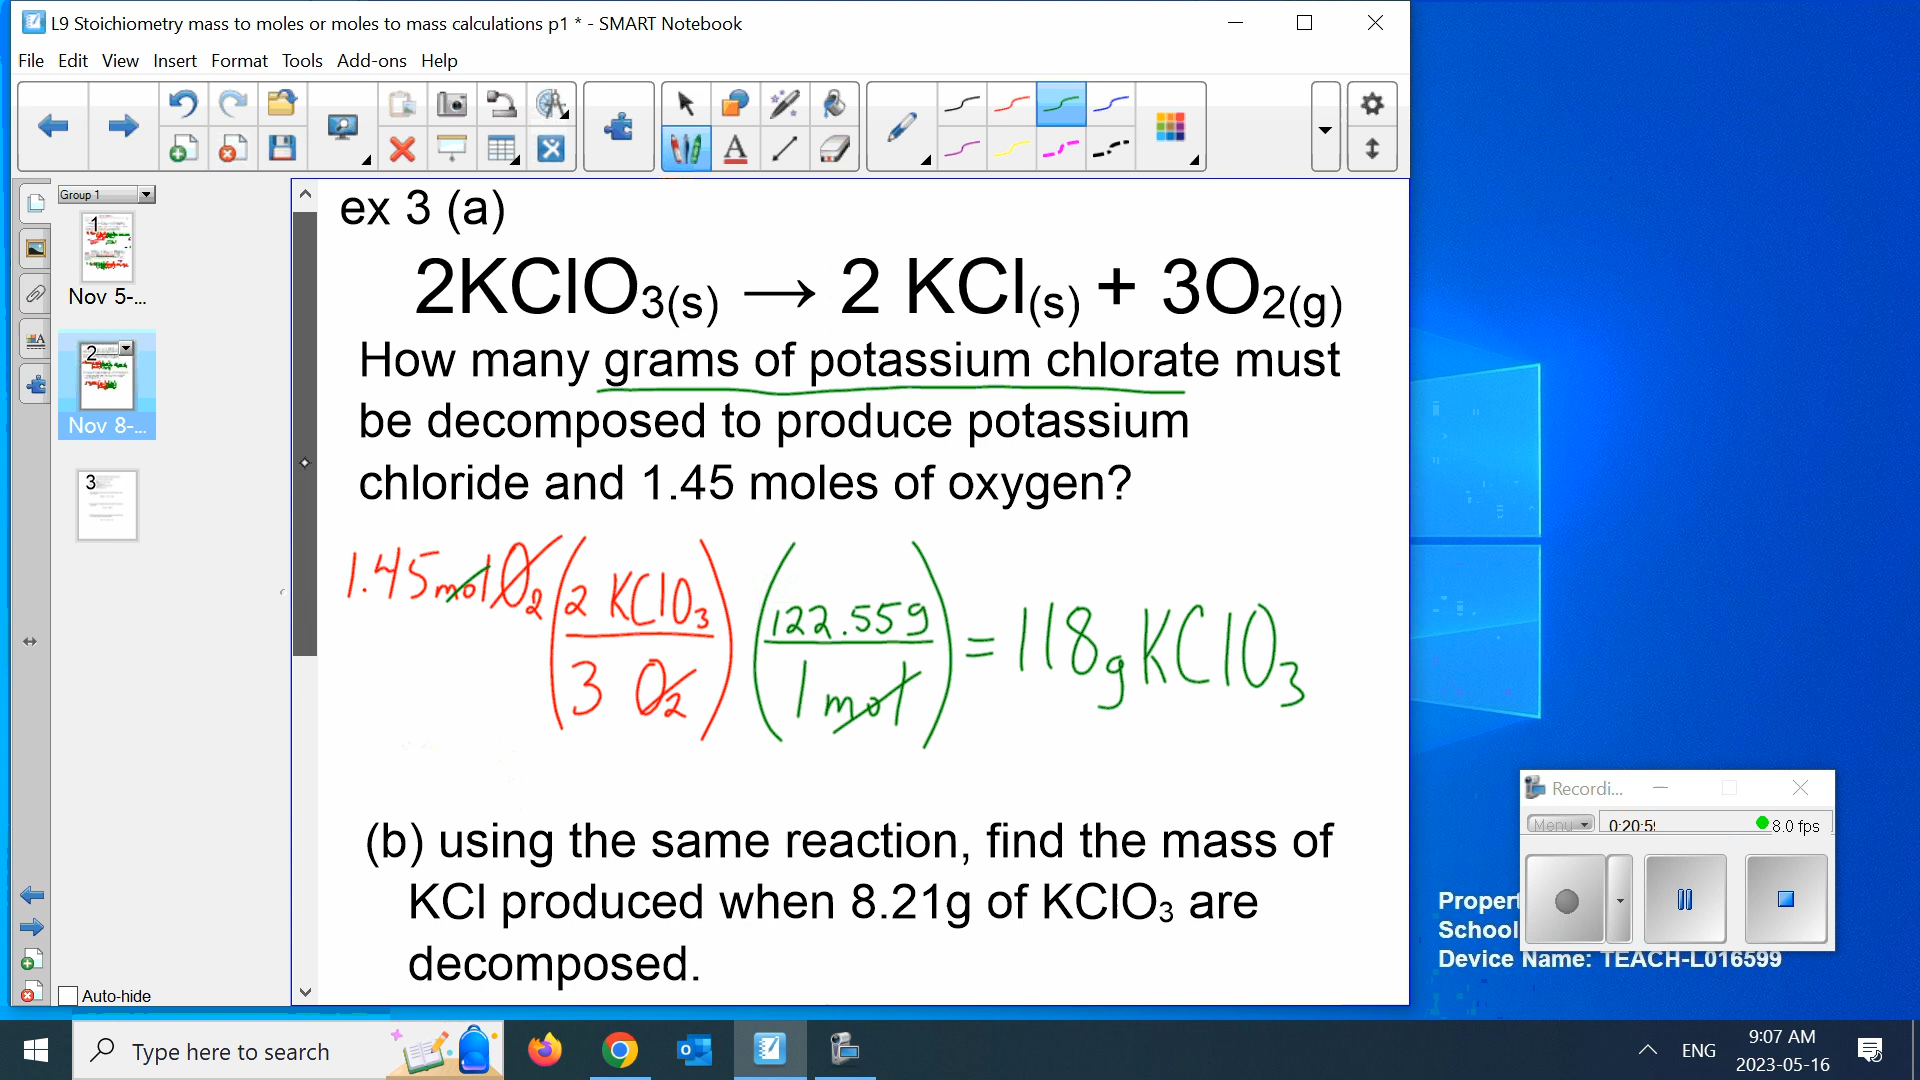 L9 Stoichiometry mass to moles or moles to mass calculations p1 * - SMART Notebook
File Edit View Insert Format Tools Add-ons Help
Group 1
1
Nov 5-...
2
Nov 8-...
3
Auto-hide
ex 3 (a)
2KClO₃(s) → 2 KCl(s) + 3O₂(g)
How many grams of potassium chlorate must
be decomposed to produce potassium
chloride and 1.45 moles of oxygen?
1.45 mol O₂ (2 KClO₃ / 3 O₂) (122.55g / 1 mol) = 118g KClO₃
(b) using the same reaction, find the mass of
KCl produced when 8.21g of KClO₃ are
decomposed.
Recordi...
Menu
8.0 fps
Device Name: TEACH-L016599
Type here to search
ENG
9:07 AM
2023-05-16